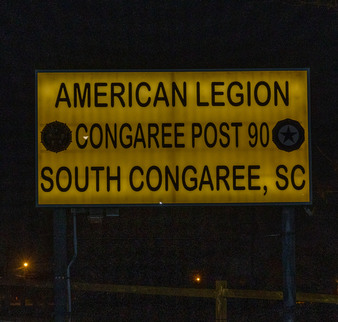 AMERICAN LEGION
CONGAREE POST 90
SOUTH CONGAREE, SC